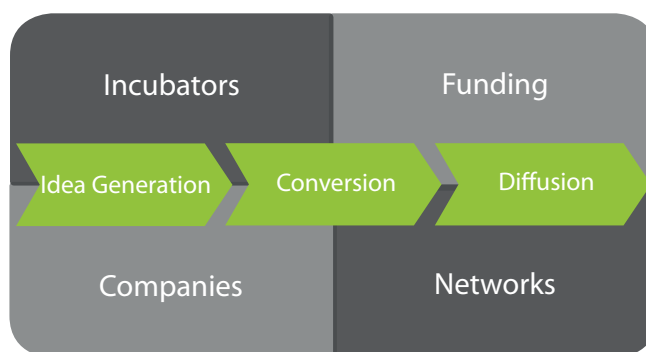 Incubators
Funding
Idea Generation
Conversion
Diffusion
Companies
Networks